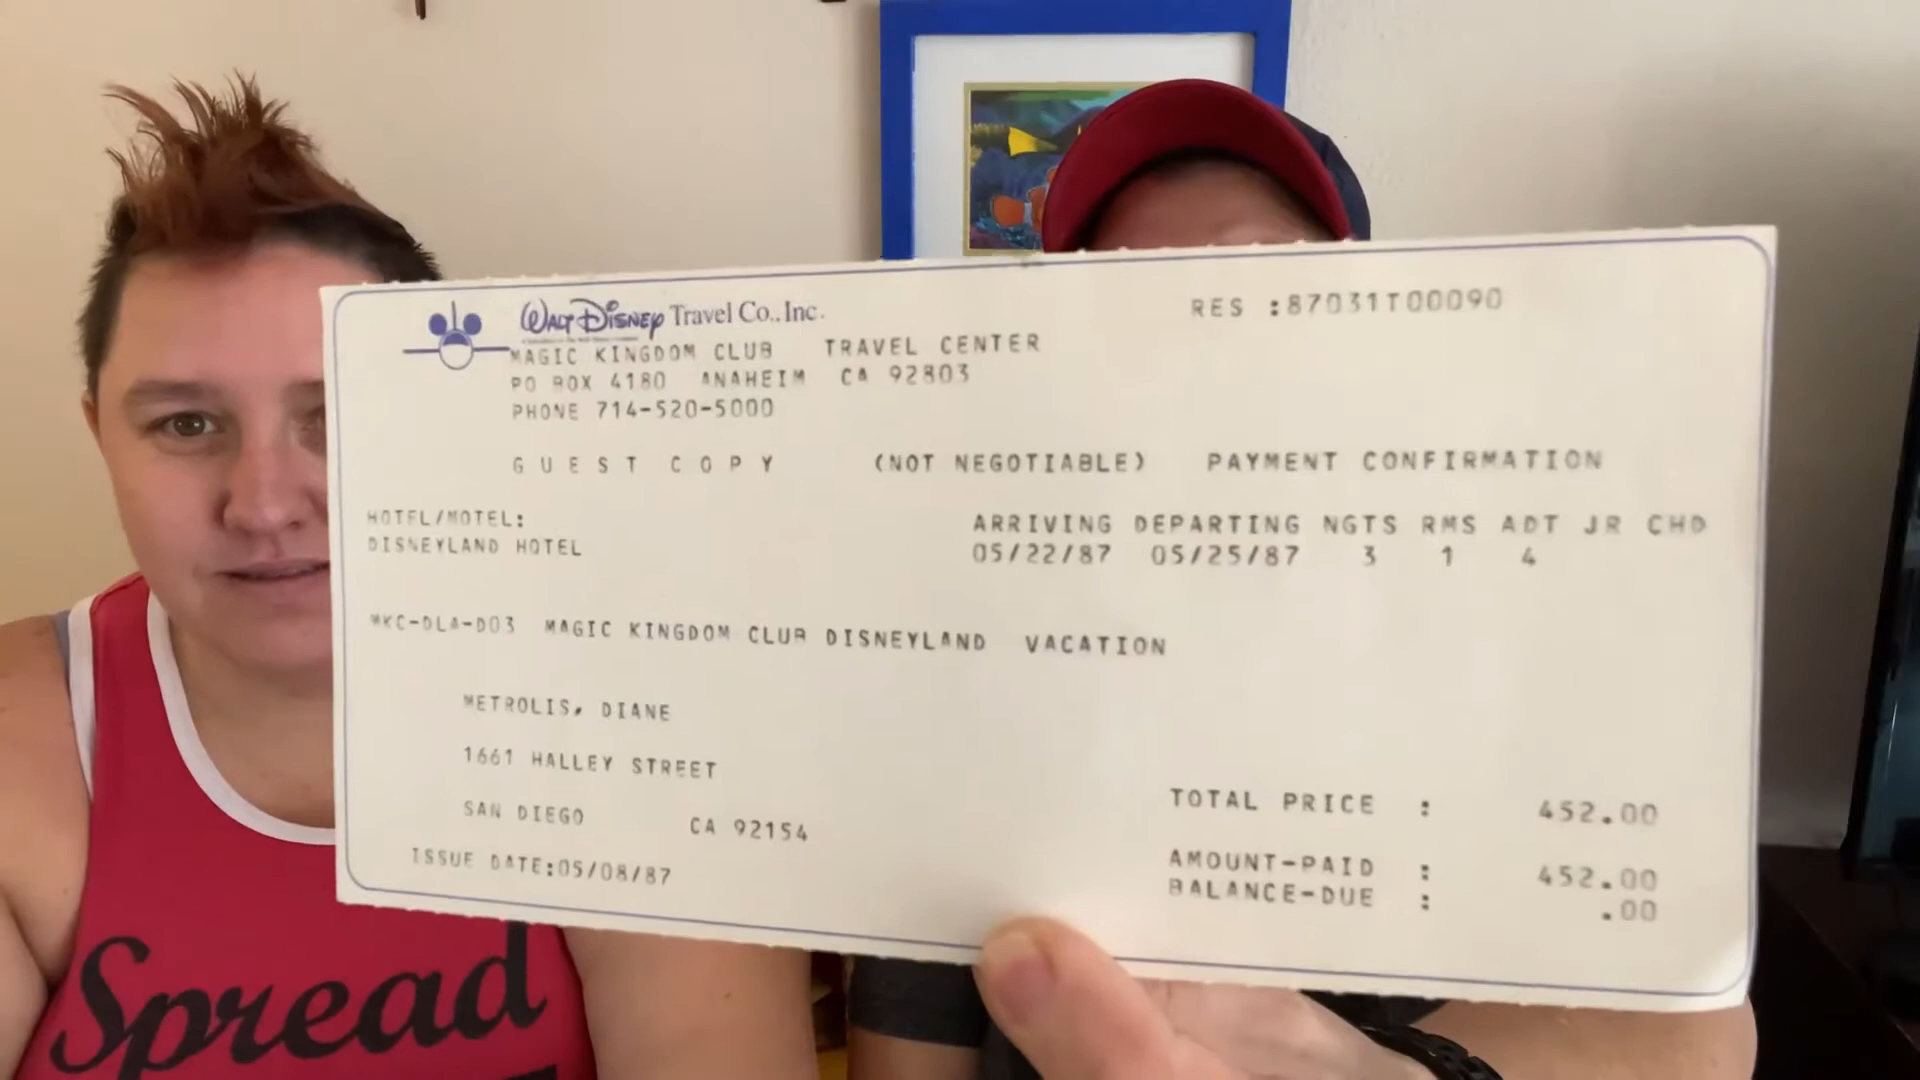 WALT DISNEY Travel Co., Inc.
RES :87031T00090
MAGIC KINGDOM CLUB TRAVEL CENTER
PO BOX 4180 ANAHEIM CA 92803
PHONE 714-520-5000
GUEST COPY (NOT NEGOTIABLE) PAYMENT CONFIRMATION
HOTEL/MOTEL: ARRIVING DEPARTING NGTS RMS ADT JR CHD
DISNEYLAND HOTEL 05/22/87 05/25/87 3 1 4
MKC-DLA-D03 MAGIC KINGDOM CLUB DISNEYLAND VACATION
METROLIS, DIANE
1661 HALLEY STREET
SAN DIEGO CA 92154
ISSUE DATE:05/08/87
TOTAL PRICE : 452.00
AMOUNT-PAID : 452.00
BALANCE-DUE : .00
Spread